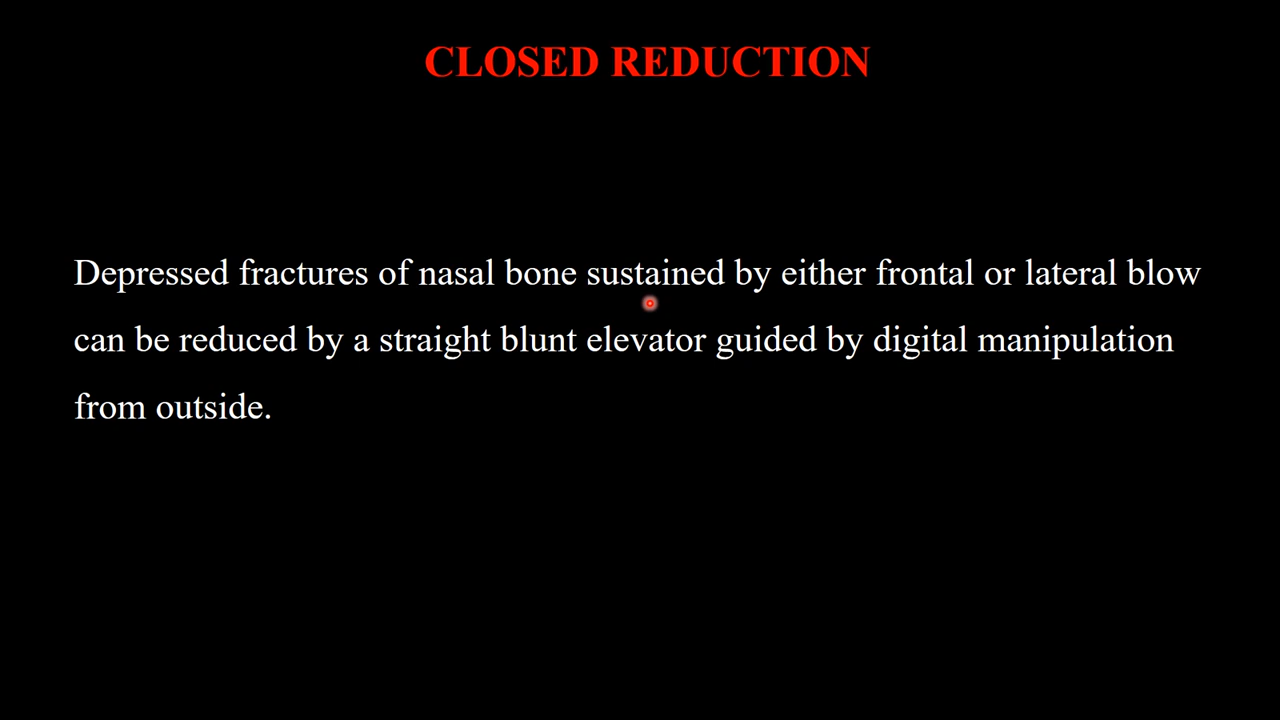 CLOSED REDUCTION
Depressed fractures of nasal bone sustained by either frontal or lateral blow
can be reduced by a straight blunt elevator guided by digital manipulation
from outside.